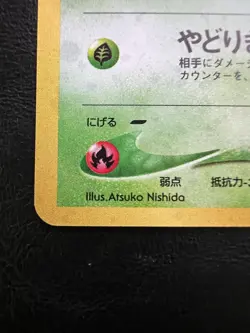 やどりき
相手にダメー
カウンターを、
にげる
弱点 抵抗力-3
Illus.Atsuko Nishida